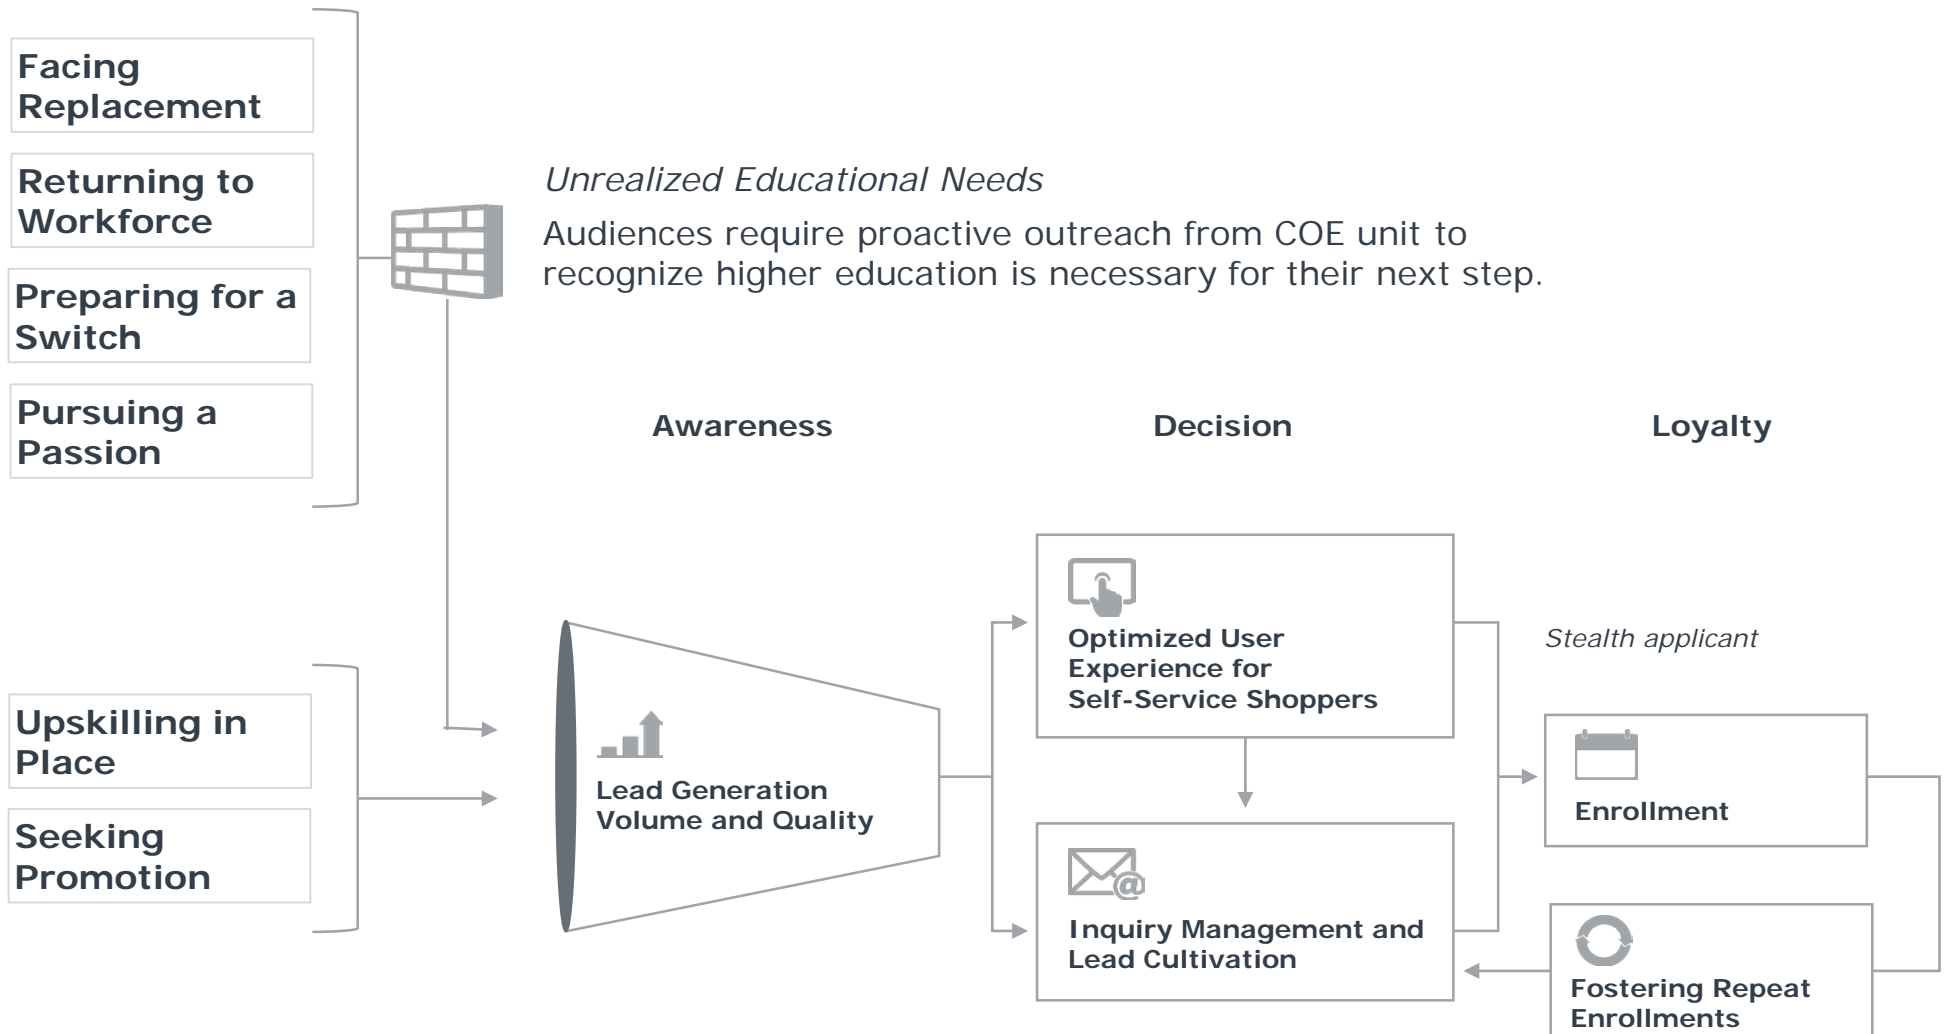 Facing
Replacement
Returning to
Workforce
Preparing for a
Switch
Pursuing a
Passion
Unrealized Educational Needs
Audiences require proactive outreach from COE unit to
recognize higher education is necessary for their next step.
Awareness
Decision
Loyalty
Upskilling in
Place
Seeking
Promotion
Lead Generation
Volume and Quality
Optimized User
Experience for
Self-Service Shoppers
Inquiry Management and
Lead Cultivation
Stealth applicant
Enrollment
Fostering Repeat
Enrollments